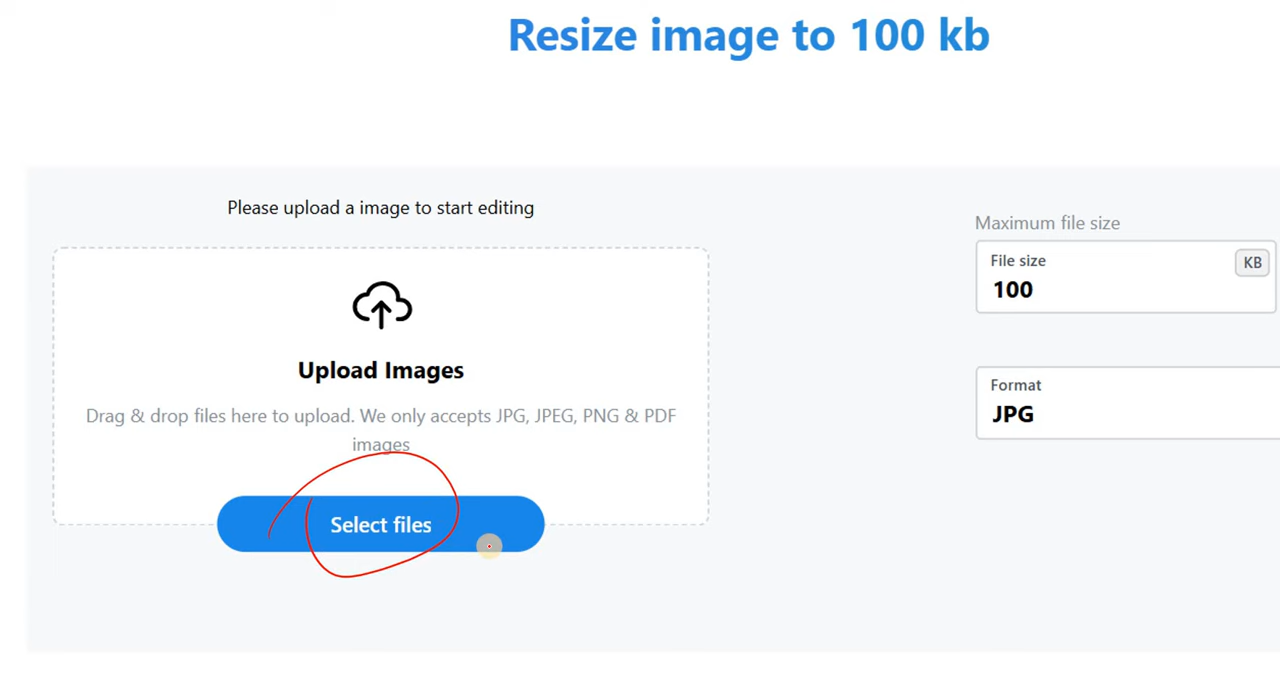 Resize image to 100 kb
Please upload a image to start editing
Upload Images
Drag & drop files here to upload. We only accepts JPG, JPEG, PNG & PDF
images
Select files
Maximum file size
File size
KB
100
Format
JPG